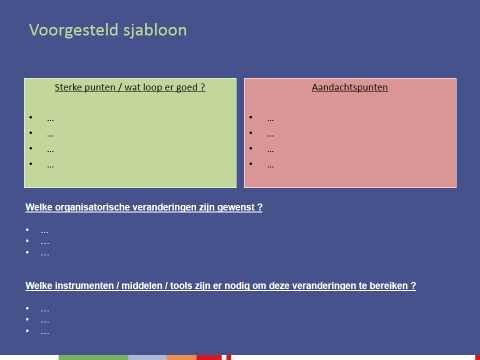 Voorgesteld sjabloon
Sterke punten / wat loop er goed ?
• ...
• ...
• ...
• ...
Aandachtspunten
• ...
• ...
• ...
• ...
Welke organisatorische veranderingen zijn gewenst ?
• ...
• ...
• ...
Welke instrumenten / middelen / tools zijn er nodig om deze veranderingen te bereiken ?
• ...
• ...
• ...